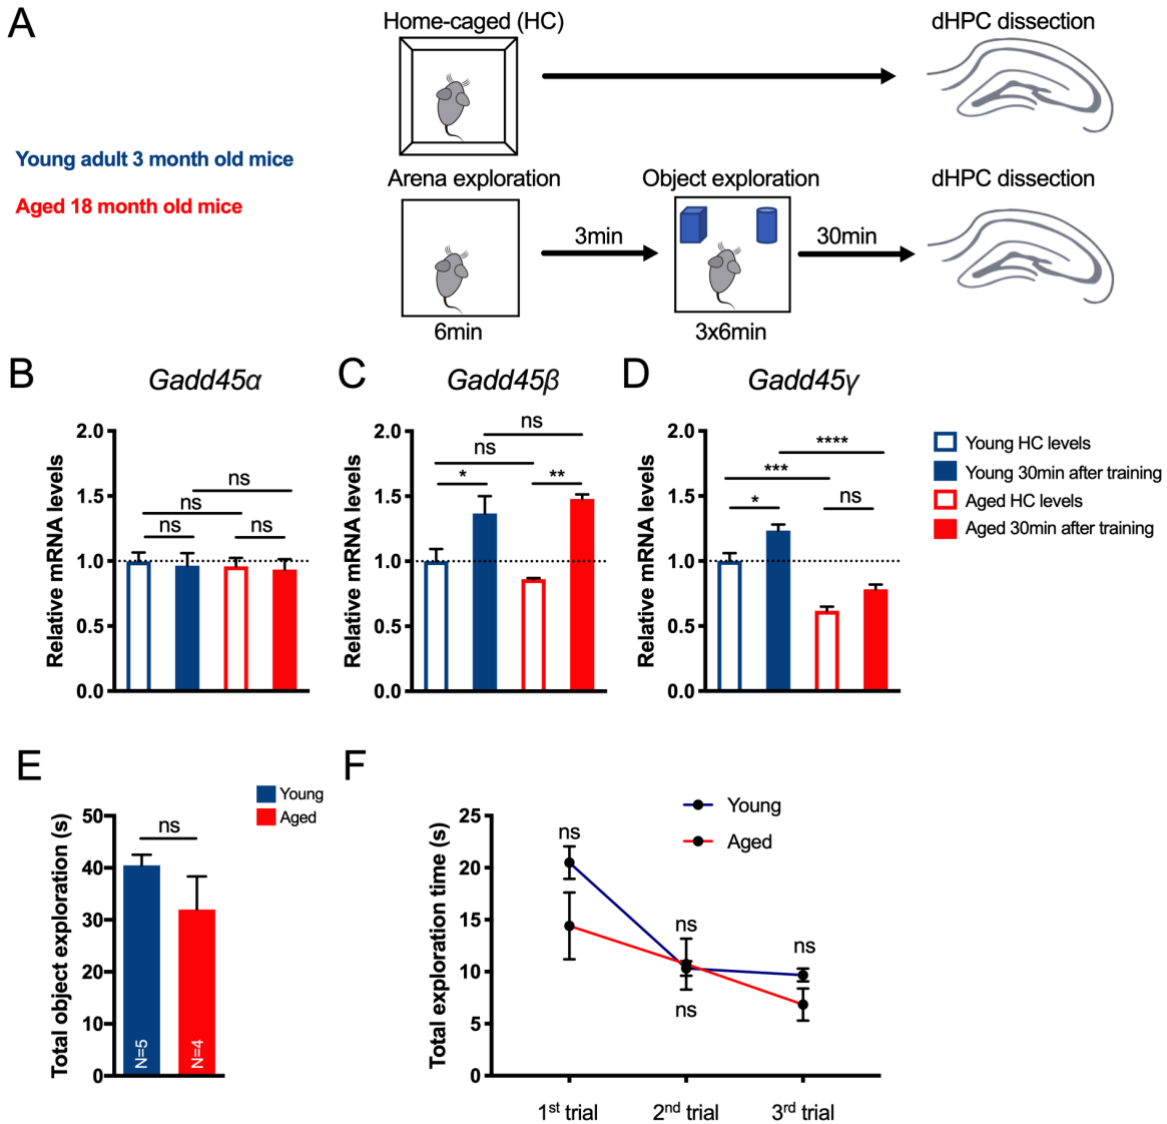 A
Home-caged (HC)
dHPC dissection
Young adult 3 month old mice
Aged 18 month old mice
Arena exploration
Object exploration
dHPC dissection
3min
30min
6min
3x6min
B
Gadd45α
C
Gadd45β
D
Gadd45γ
Relative mRNA levels
2.0
1.5
1.0
0.5
0.0
ns
ns
ns
ns
Relative mRNA levels
2.0
1.5
1.0
0.5
0.0
ns
ns
*
**
Relative mRNA levels
2.0
1.5
1.0
0.5
0.0
****
***
*
ns
Young HC levels
Young 30min after training
Aged HC levels
Aged 30min after training
E
Young
Aged
Total object exploration (s)
50
40
30
20
10
0
ns
N=5
N=4
F
Young
Aged
Total exploration time (s)
25
20
15
10
5
0
ns
ns
ns
ns
1st trial
2nd trial
3rd trial